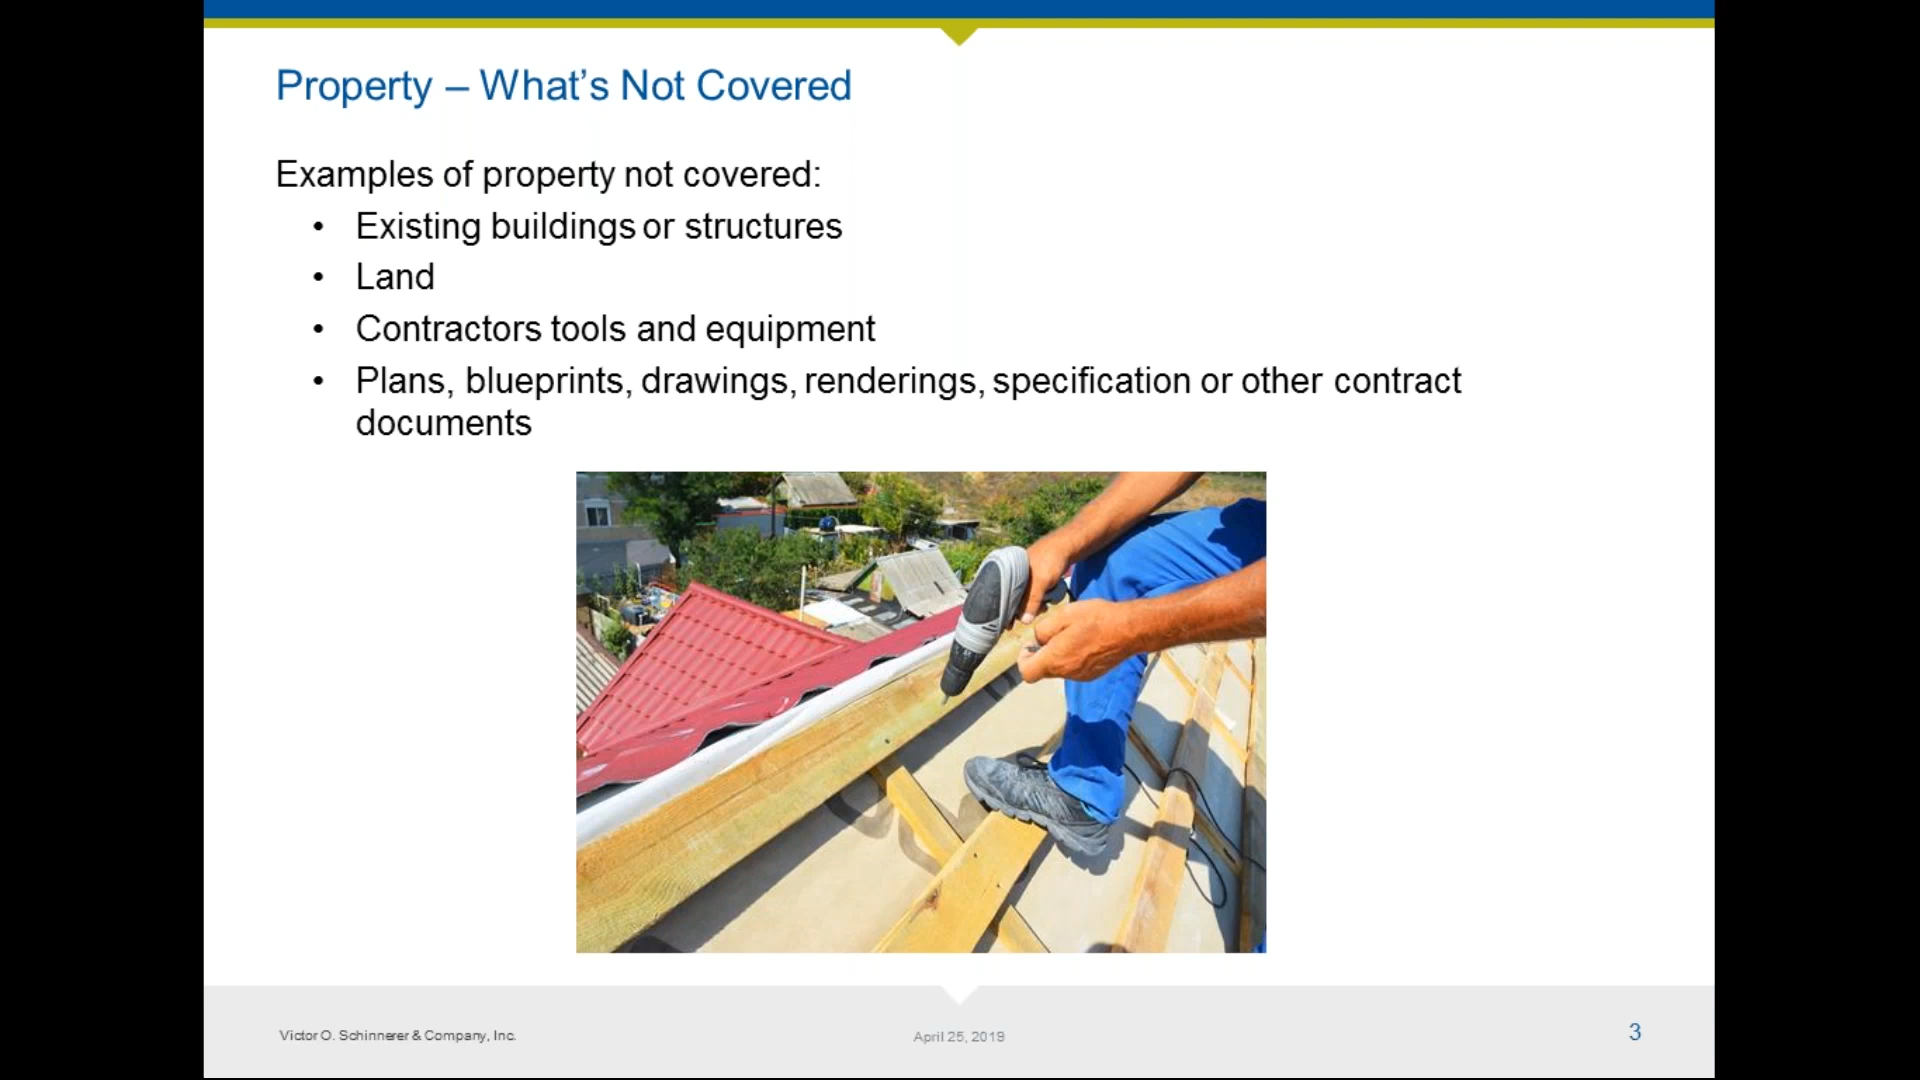 Property – What's Not Covered
Examples of property not covered:
• Existing buildings or structures
• Land
• Contractors tools and equipment
• Plans, blueprints, drawings, renderings, specification or other contract
documents
Victor O. Schinnerer & Company, Inc.
April 25, 2019
3